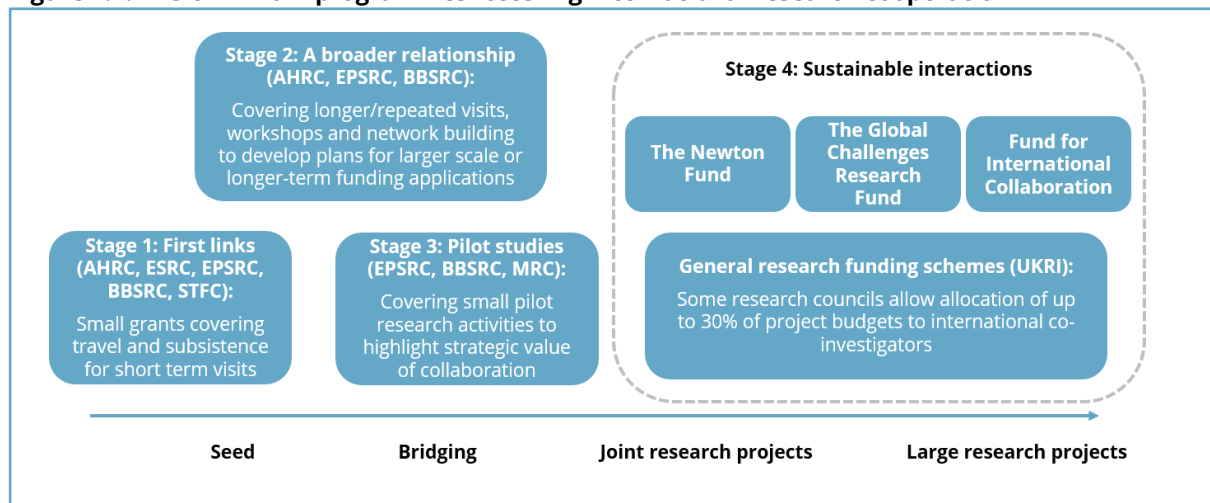 Stage 2: A broader relationship
(AHRC, EPSRC, BBSRC):
Covering longer/repeated visits,
workshops and network building
to develop plans for larger scale or
longer-term funding applications
Stage 1: First links
(AHRC, ESRC, EPSRC,
BBSRC, STFC):
Small grants covering
travel and subsistence
for short term visits
Stage 3: Pilot studies
(EPSRC, BBSRC, MRC):
Covering small pilot
research activities to
highlight strategic value
of collaboration
Stage 4: Sustainable interactions
The Newton
Fund
The Global
Challenges
Research
Fund
Fund for
International
Collaboration
General research funding schemes (UKRI):
Some research councils allow allocation of up
to 30% of project budgets to international co-
investigators
Seed
Bridging
Joint research projects
Large research projects